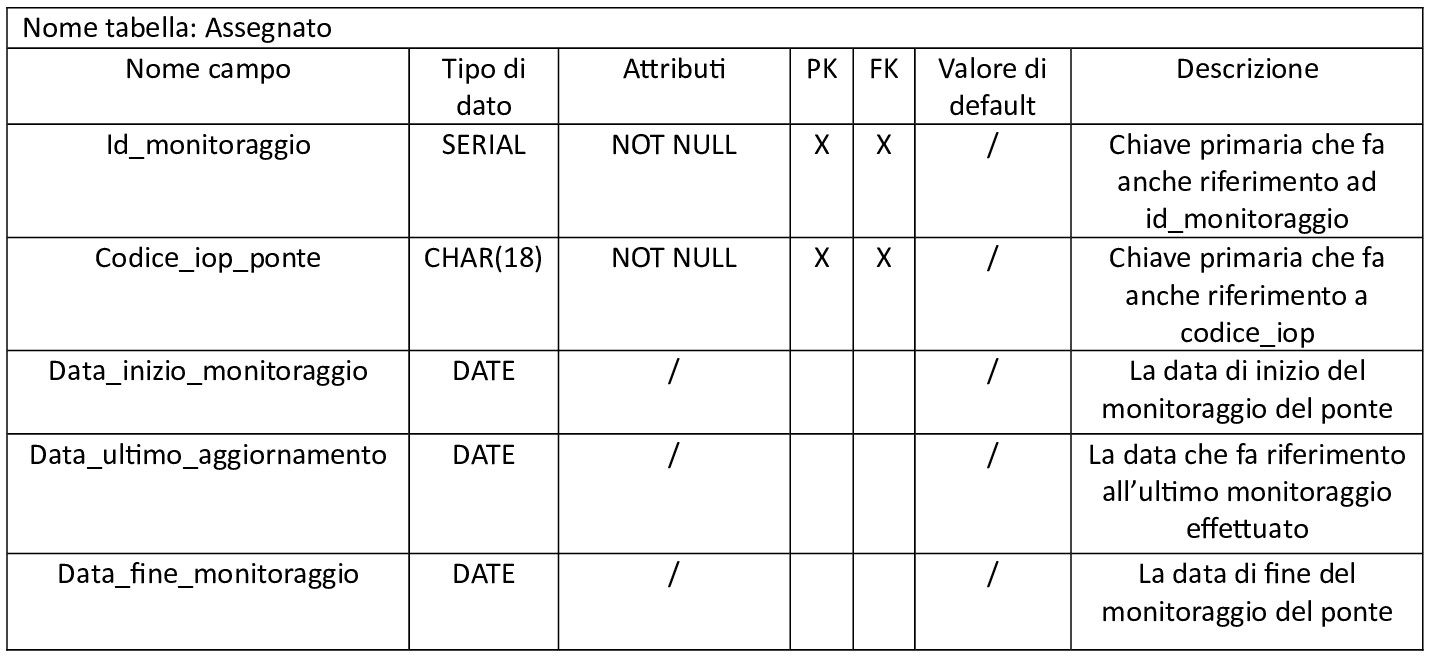 Nome tabella: Assegnato
Nome campo Tipo di dato Attributi PK FK Valore di default Descrizione
Id_monitoraggio SERIAL NOT NULL X X / Chiave primaria che fa
anche riferimento ad
id_monitoraggio
Codice_iop_ponte CHAR(18) NOT NULL X X / Chiave primaria che fa
anche riferimento a
codice_iop
Data_inizio_monitoraggio DATE / / La data di inizio del
monitoraggio del ponte
Data_ultimo_aggiornamento DATE / / La data che fa riferimento
all’ultimo monitoraggio
effettuato
Data_fine_monitoraggio DATE / / La data di fine del
monitoraggio del ponte